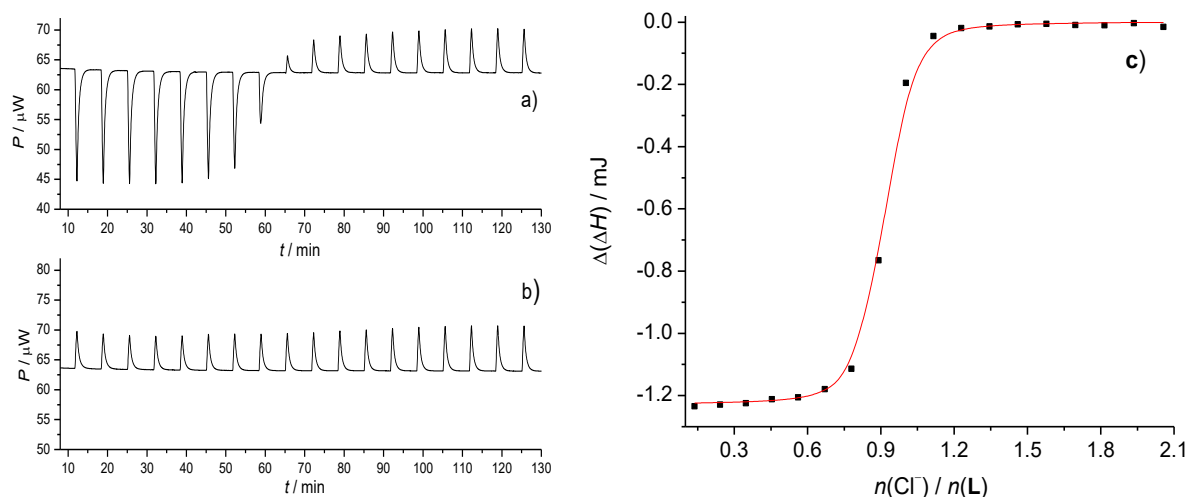 70
65
60
55
50
45
40
P / μW
a)
10 20 30 40 50 60 70 80 90 100 110 120 130
t / min
80
75
70
65
60
55
50
P / μW
b)
10 20 30 40 50 60 70 80 90 100 110 120 130
t / min
0.0
-0.2
-0.4
-0.6
-0.8
-1.0
-1.2
Δ(ΔH) / mJ
c)
0.3 0.6 0.9 1.2 1.5 1.8 2.1
n(Cl⁻) / n(L)